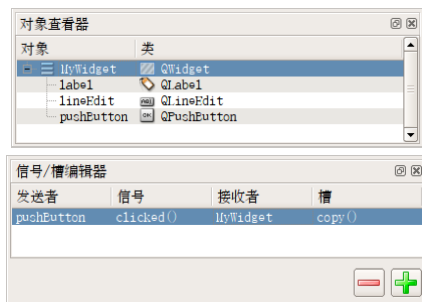 对象查看器
对象 类
MyWidget QWidget
label QLabel
lineEdit QLineEdit
pushButton QPushButton
信号/槽编辑器
发送者 信号 接收者 槽
pushButton clicked() MyWidget copy()